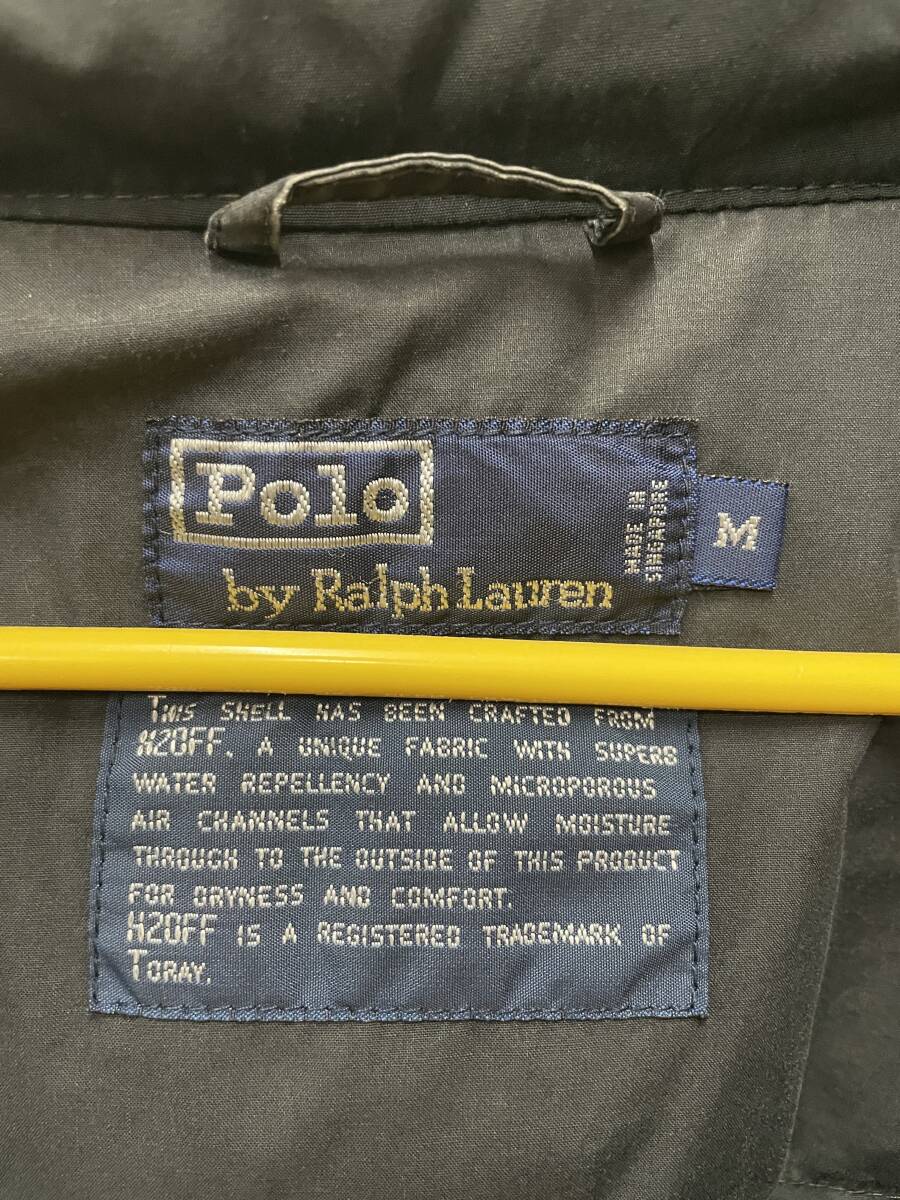 Polo
by Ralph Lauren
MADE IN
SINGAPORE
M
THIS SHELL HAS BEEN CRAFTED FROM
H2OFF, A UNIQUE FABRIC WITH SUPERB
WATER REPELLENCY AND MICROPOROUS
AIR CHANNELS THAT ALLOW MOISTURE
THROUGH TO THE OUTSIDE OF THIS PRODUCT
FOR DRYNESS AND COMFORT.
H2OFF IS A REGISTERED TRADEMARK OF
TORAY.